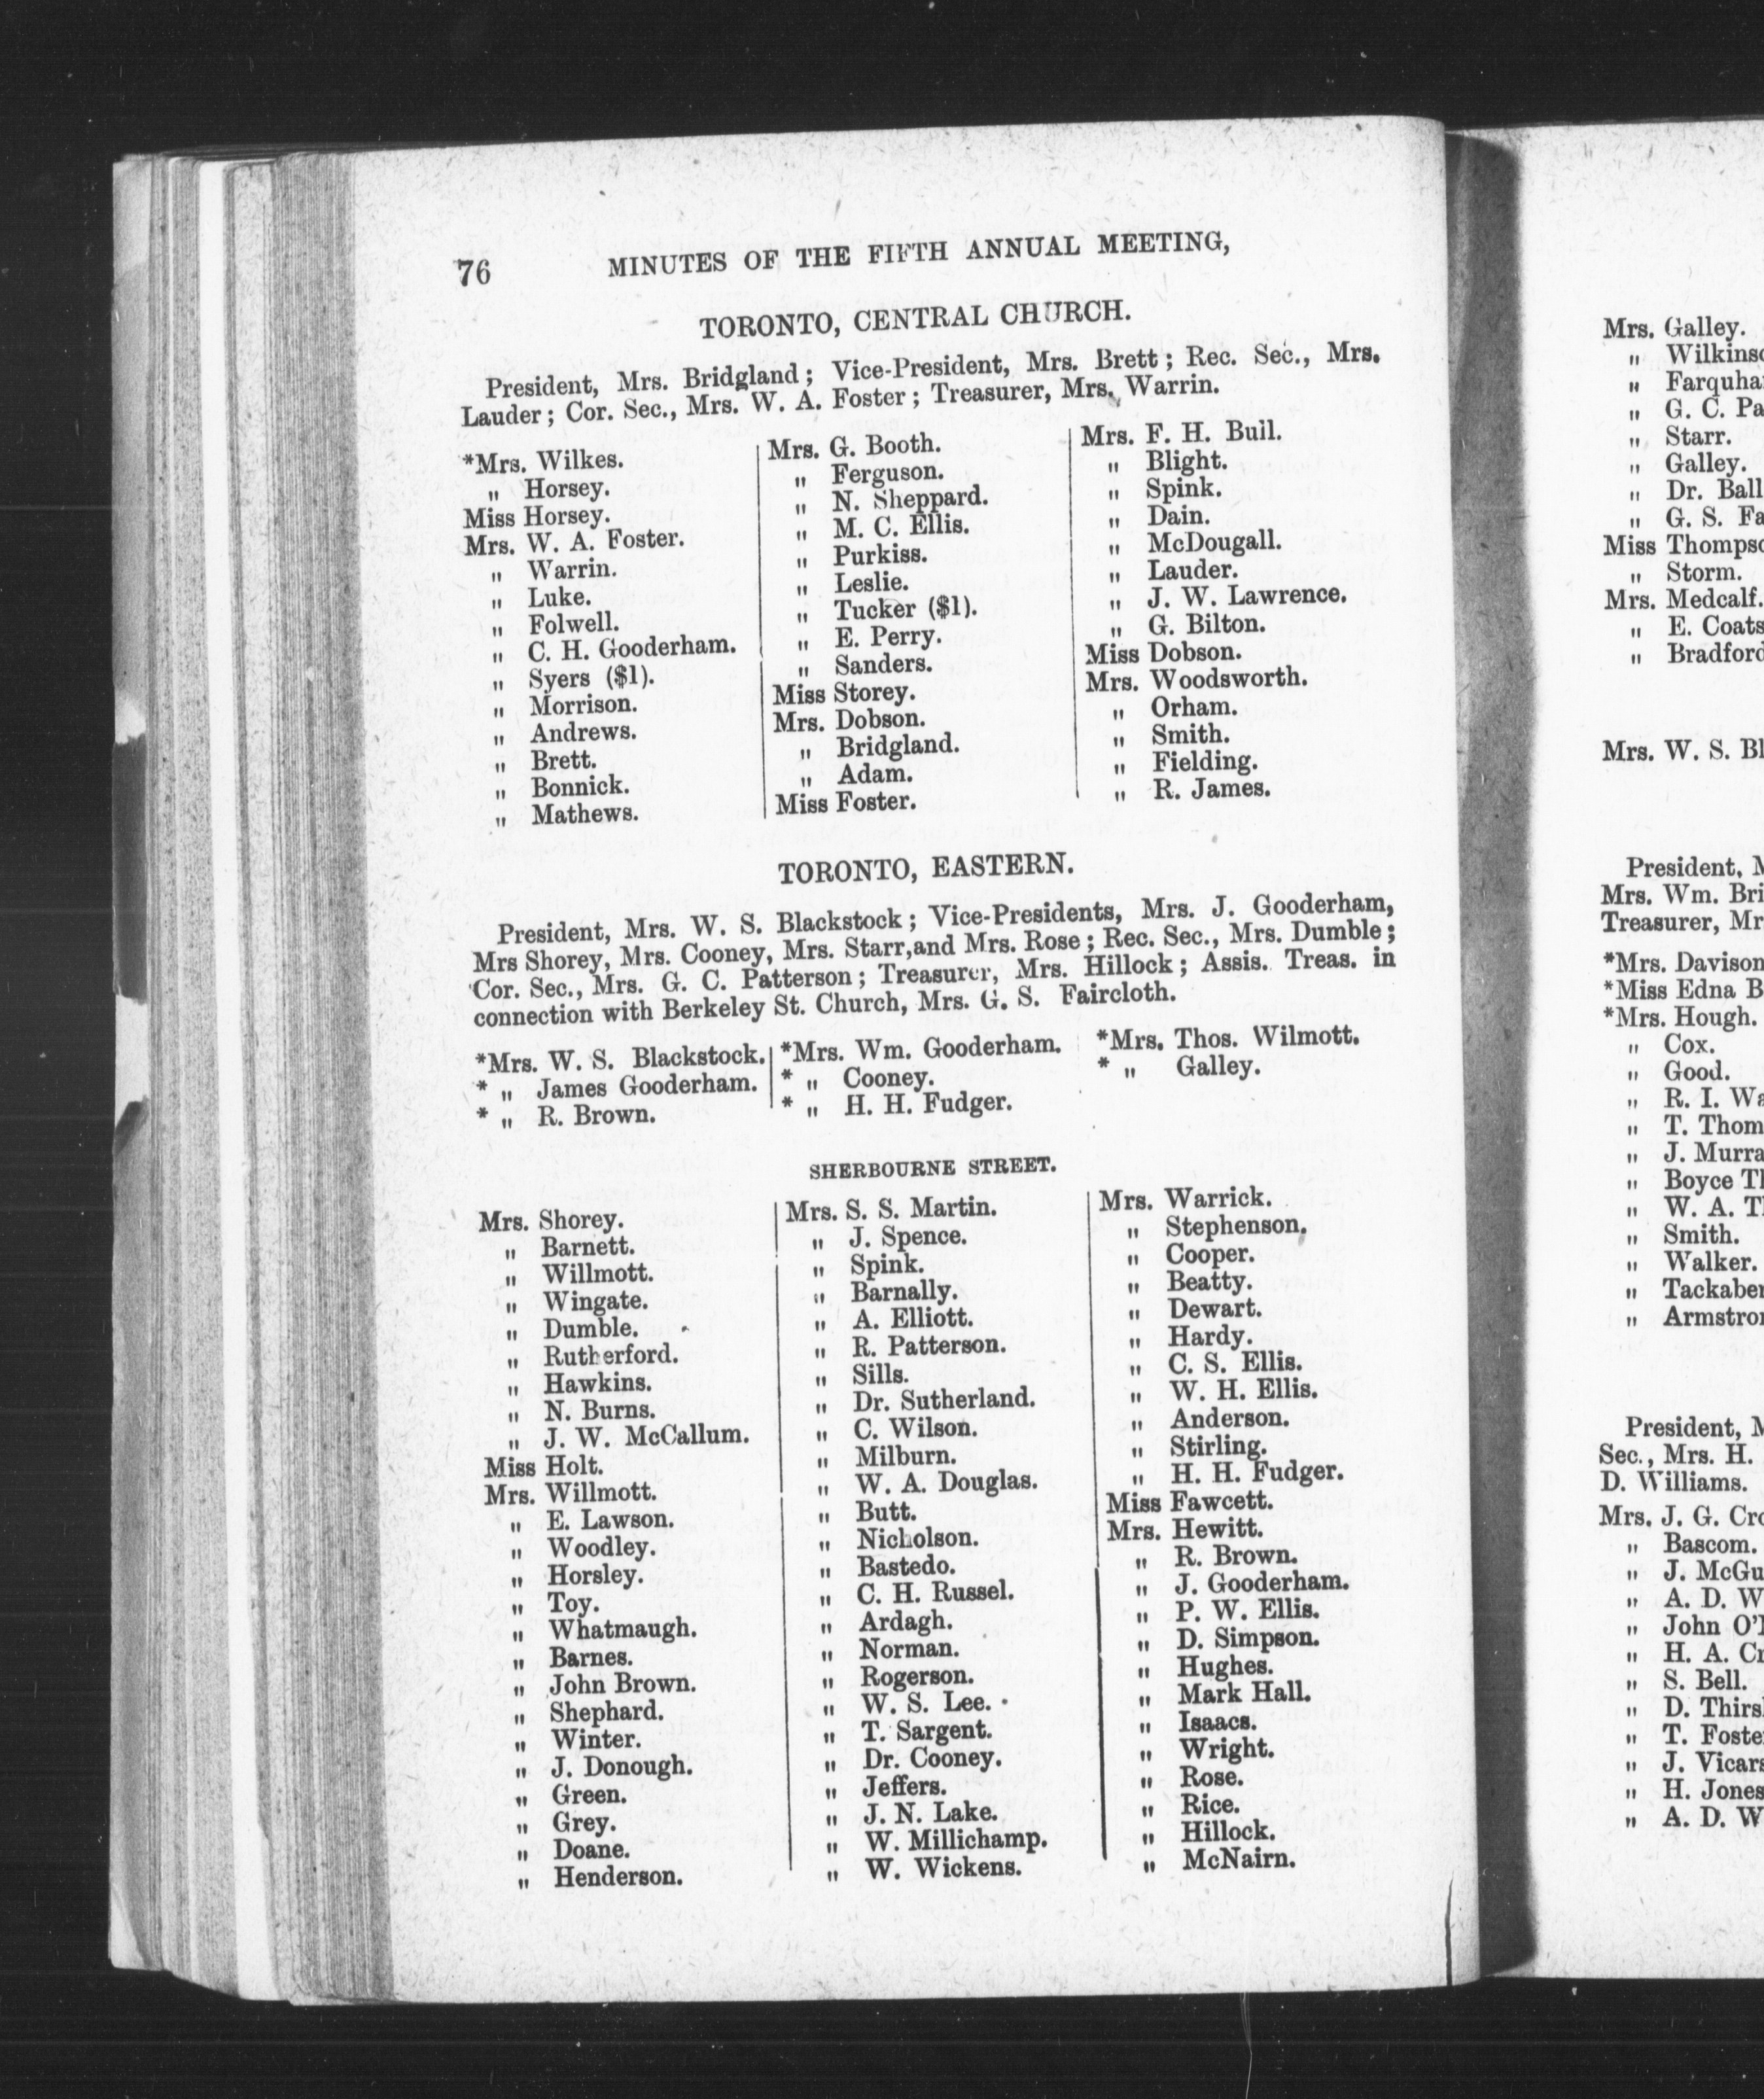 76 MINUTES OF THE FIFTH ANNUAL MEETING,
TORONTO, CENTRAL CHURCH.
President, Mrs. Bridgland; Vice-President, Mrs. Brett; Rec. Sec., Mrs.
Lauder; Cor. Sec., Mrs. W. A. Foster; Treasurer, Mrs. Warrin.
*Mrs. Wilkes.
„ Horsey.
Miss Horsey.
Mrs. W. A. Foster.
„ Warrin.
„ Luke.
„ Folwell.
„ C. H. Gooderham.
„ Syers ($1).
„ Morrison.
„ Andrews.
„ Brett.
„ Bonnick.
„ Mathews.
Mrs. G. Booth.
„ Ferguson.
„ N. Sheppard.
„ M. C. Ellis.
„ Purkiss.
„ Leslie.
„ Tucker ($1).
„ E. Perry.
„ Sanders.
Miss Storey.
Mrs. Dobson.
„ Bridgland.
„ Adam.
Miss Foster.
Mrs. F. H. Bull.
„ Blight.
„ Spink.
„ Dain.
„ McDougall.
„ Lauder.
„ J. W. Lawrence.
„ G. Bilton.
Miss Dobson.
Mrs. Woodsworth.
„ Orham.
„ Smith.
„ Fielding.
„ R. James.
TORONTO, EASTERN.
President, Mrs. W. S. Blackstock; Vice-Presidents, Mrs. J. Gooderham,
Mrs Shorey, Mrs. Cooney, Mrs. Starr,and Mrs. Rose; Rec. Sec., Mrs. Dumble;
Cor. Sec., Mrs. G. C. Patterson; Treasurer, Mrs. Hillock; Assis. Treas. in
connection with Berkeley St. Church, Mrs. G. S. Faircloth.
*Mrs. W. S. Blackstock.
* „ James Gooderham.
* „ R. Brown.
*Mrs. Wm. Gooderham.
* „ Cooney.
* „ H. H. Fudger.
*Mrs. Thos. Wilmott.
* „ Galley.
SHERBOURNE STREET.
Mrs. Shorey.
„ Barnett.
„ Willmott.
„ Wingate.
„ Dumble.
„ Rutherford.
„ Hawkins.
„ N. Burns.
„ J. W. McCallum.
Miss Holt.
Mrs. Willmott.
„ E. Lawson.
„ Woodley.
„ Horsley.
„ Toy.
„ Whatmaugh.
„ Barnes.
„ John Brown.
„ Shephard.
„ Winter.
„ J. Donough.
„ Green.
„ Grey.
„ Doane.
„ Henderson.
Mrs. S. S. Martin.
„ J. Spence.
„ Spink.
„ Barnally.
„ A. Elliott.
„ R. Patterson.
„ Sills.
„ Dr. Sutherland.
„ C. Wilson.
„ Milburn.
„ W. A. Douglas.
„ Butt.
„ Nicholson.
„ Bastedo.
„ C. H. Russel.
„ Ardagh.
„ Norman.
„ Rogerson.
„ W. S. Lee.
„ T. Sargent.
„ Dr. Cooney.
„ Jeffers.
„ J. N. Lake.
„ W. Millichamp.
„ W. Wickens.
Mrs. Warrick.
„ Stephenson.
„ Cooper.
„ Beatty.
„ Dewart.
„ Hardy.
„ C. S. Ellis.
„ W. H. Ellis.
„ Anderson.
„ Stirling.
„ H. H. Fudger.
Miss Fawcett.
Mrs. Hewitt.
„ R. Brown.
„ J. Gooderham.
„ P. W. Ellis.
„ D. Simpson.
„ Hughes.
„ Mark Hall.
„ Isaacs.
„ Wright.
„ Rose.
„ Rice.
„ Hillock.
„ McNairn.
Mrs. Galley.
„
„
„ G. C.
„ Starr.
„ Galley.
„ Dr.
„ G. S.
Miss
„ Storm.
Mrs. Medcalf.
„ E.
„
Mrs. W. S.
President,
Mrs. Wm.
Treasurer,
*Mrs.
*Miss Edna
*Mrs. Hough.
„ Cox.
„ Good.
„ R. I.
„ T.
„ J.
„ Boyce
„ W. A.
„ Smith.
„ Walker.
„
„
President,
Sec., Mrs. H.
D. Williams.
Mrs. J. G.
„ Bascom.
„ J.
„ A. D.
„ John
„ H. A.
„ S. Bell.
„ D.
„ T.
„ J.
„ H.
„ A. D.